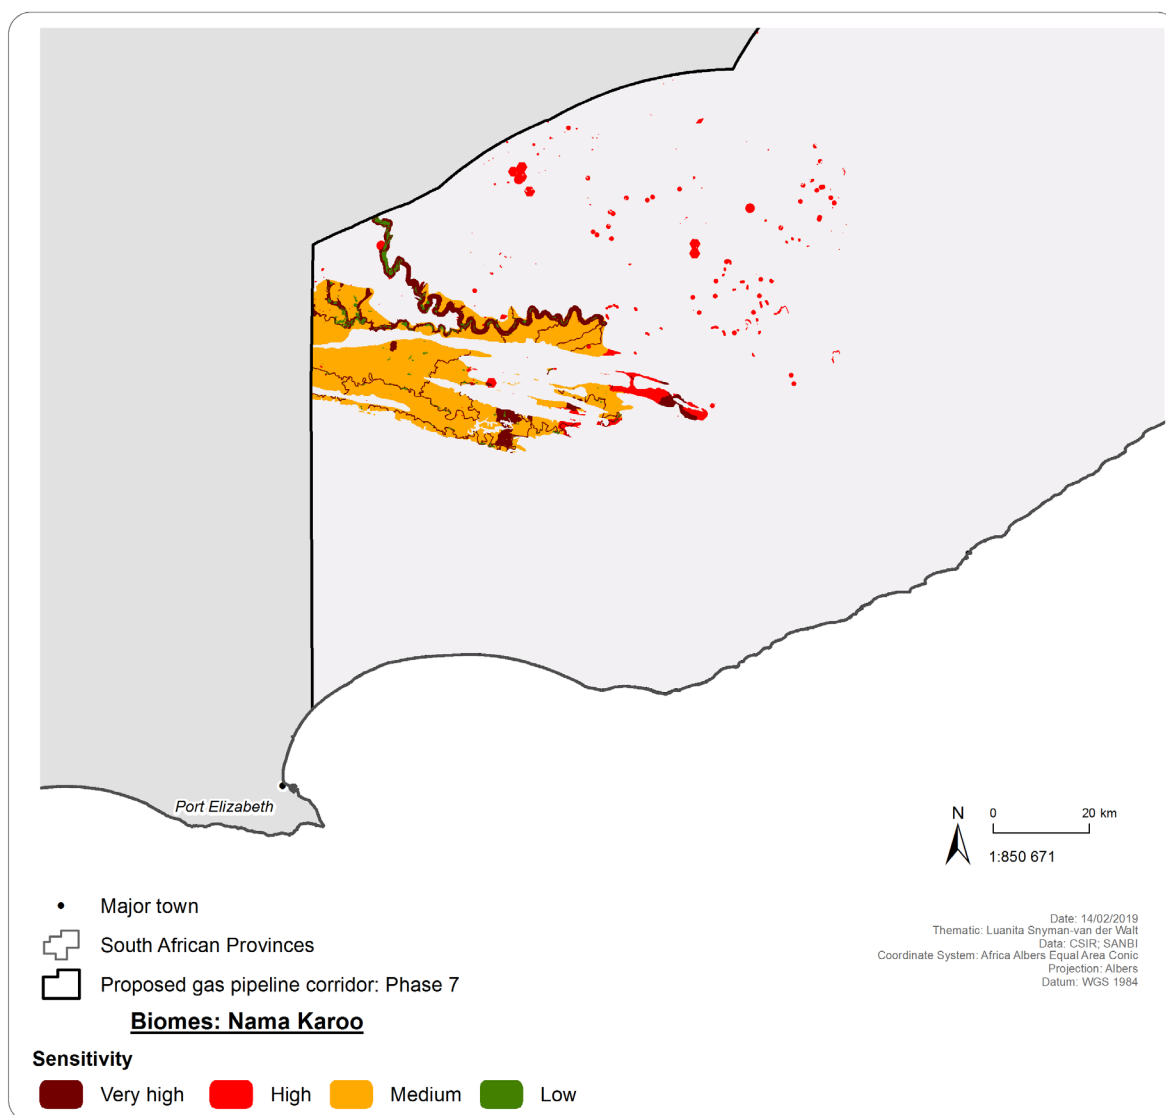 Port Elizabeth
N
0 20 km
1:850 671
Major town
South African Provinces
Proposed gas pipeline corridor: Phase 7
Biomes: Nama Karoo
Date: 14/02/2019
Thematic: Luanita Snyman-van der Walt
Data: CSIR; SANBI
Coordinate System: Africa Albers Equal Area Conic
Projection: Albers
Datum: WGS 1984
Sensitivity
Very high High Medium Low